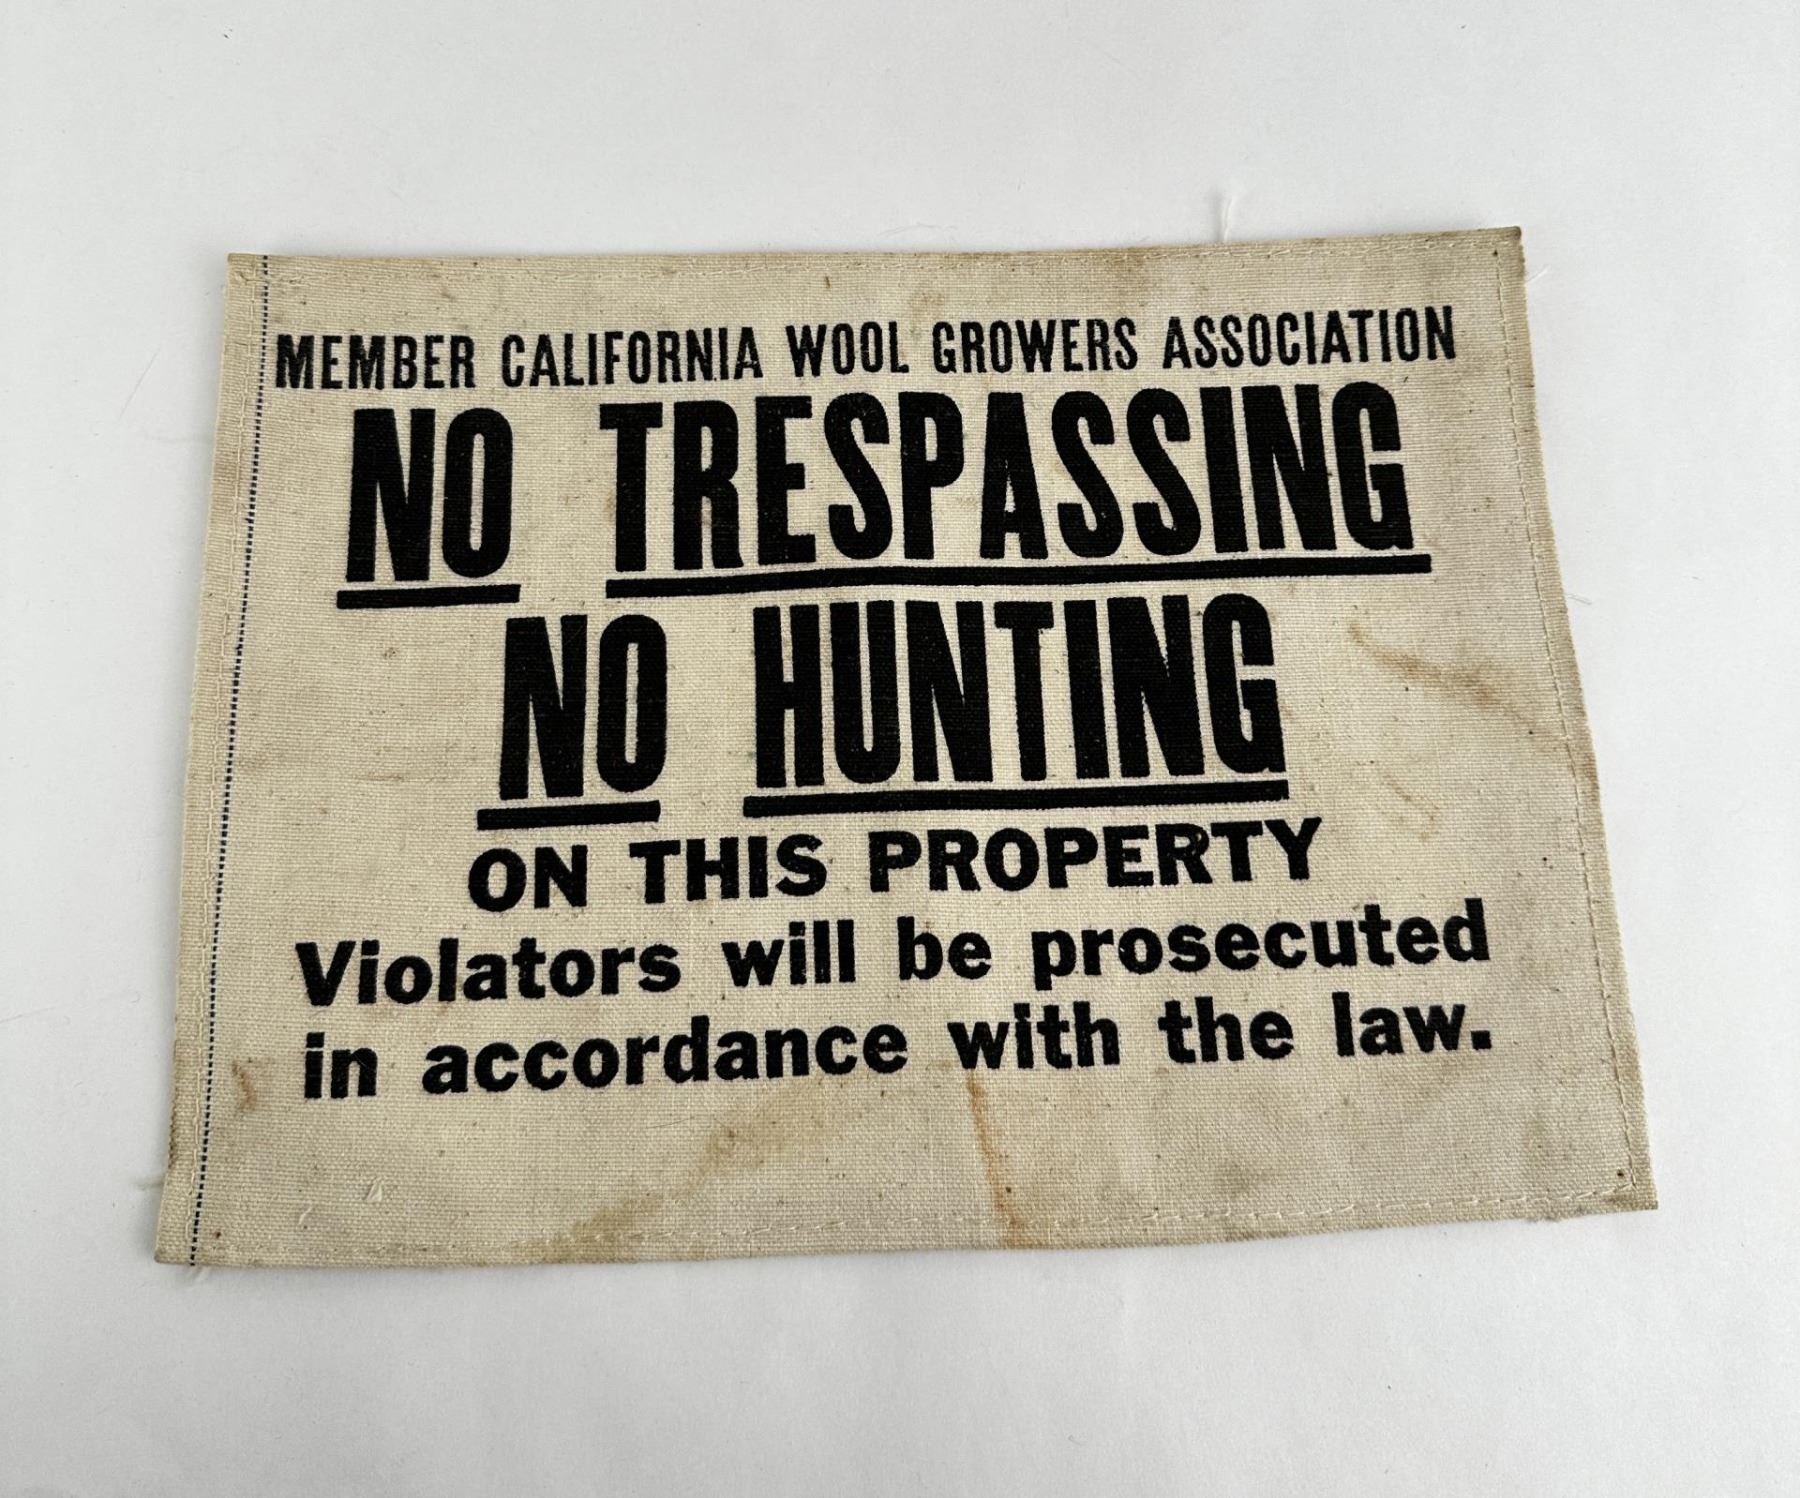 MEMBER CALIFORNIA WOOL GROWERS ASSOCIATION
NO TRESPASSING
NO HUNTING
ON THIS PROPERTY
Violators will be prosecuted
in accordance with the law.